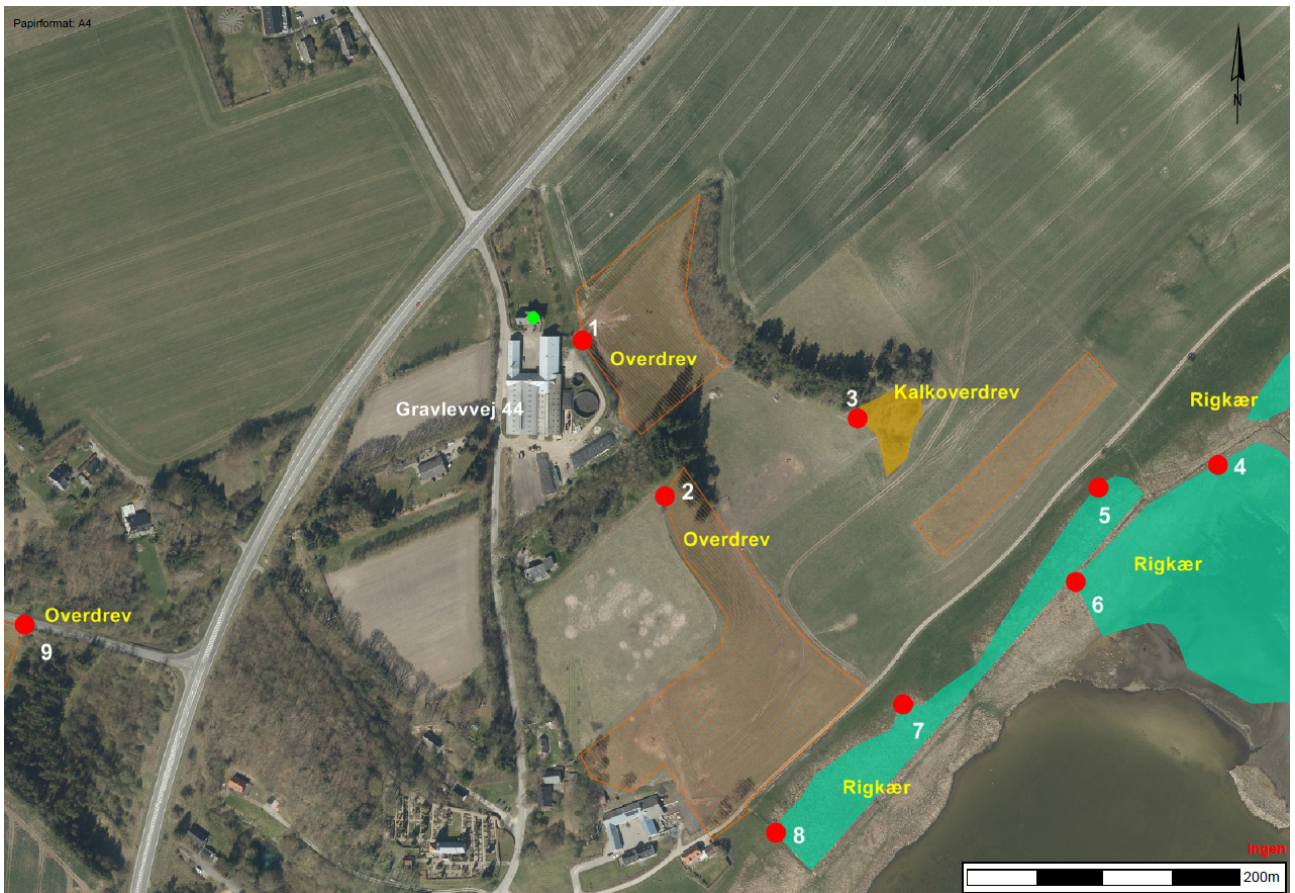 Papirformat: A4
N
1
Overdrev
Gravlevvej 44
3
Kalkoverdrev
Rigkær
4
2
5
Overdrev
Rigkær
6
Overdrev
9
7
Rigkær
8
Ingen
200m